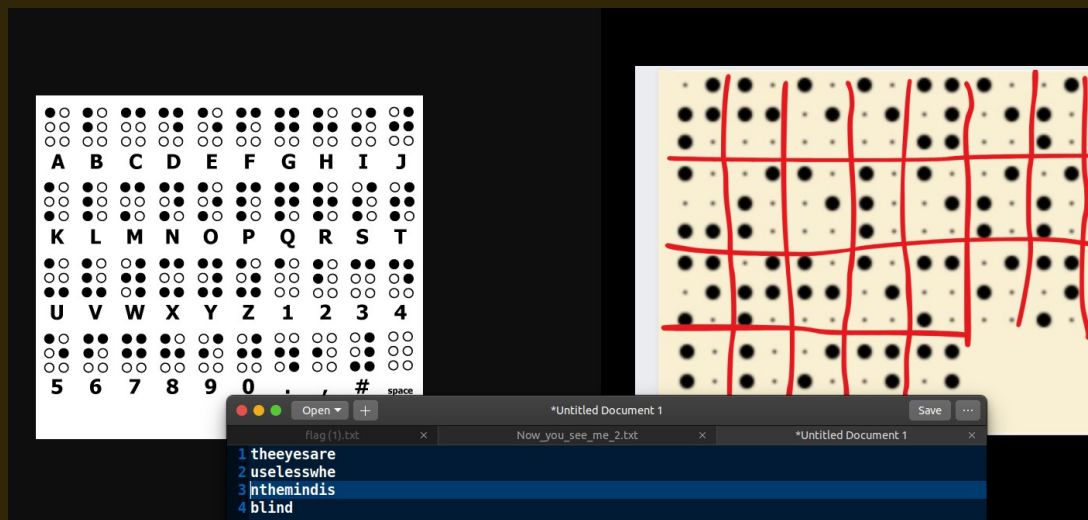 A B C D E F G H I J
K L M N O P Q R S T
U V W X Y Z 1 2 3 4
5 6 7 8 9 0 . , # space
Open
+
*Untitled Document 1
Save
flag (1).txt
Now_you_see_me_2.txt
*Untitled Document 1
1 theeyesare
2 uselesswhe
3 nthemindis
4 blind